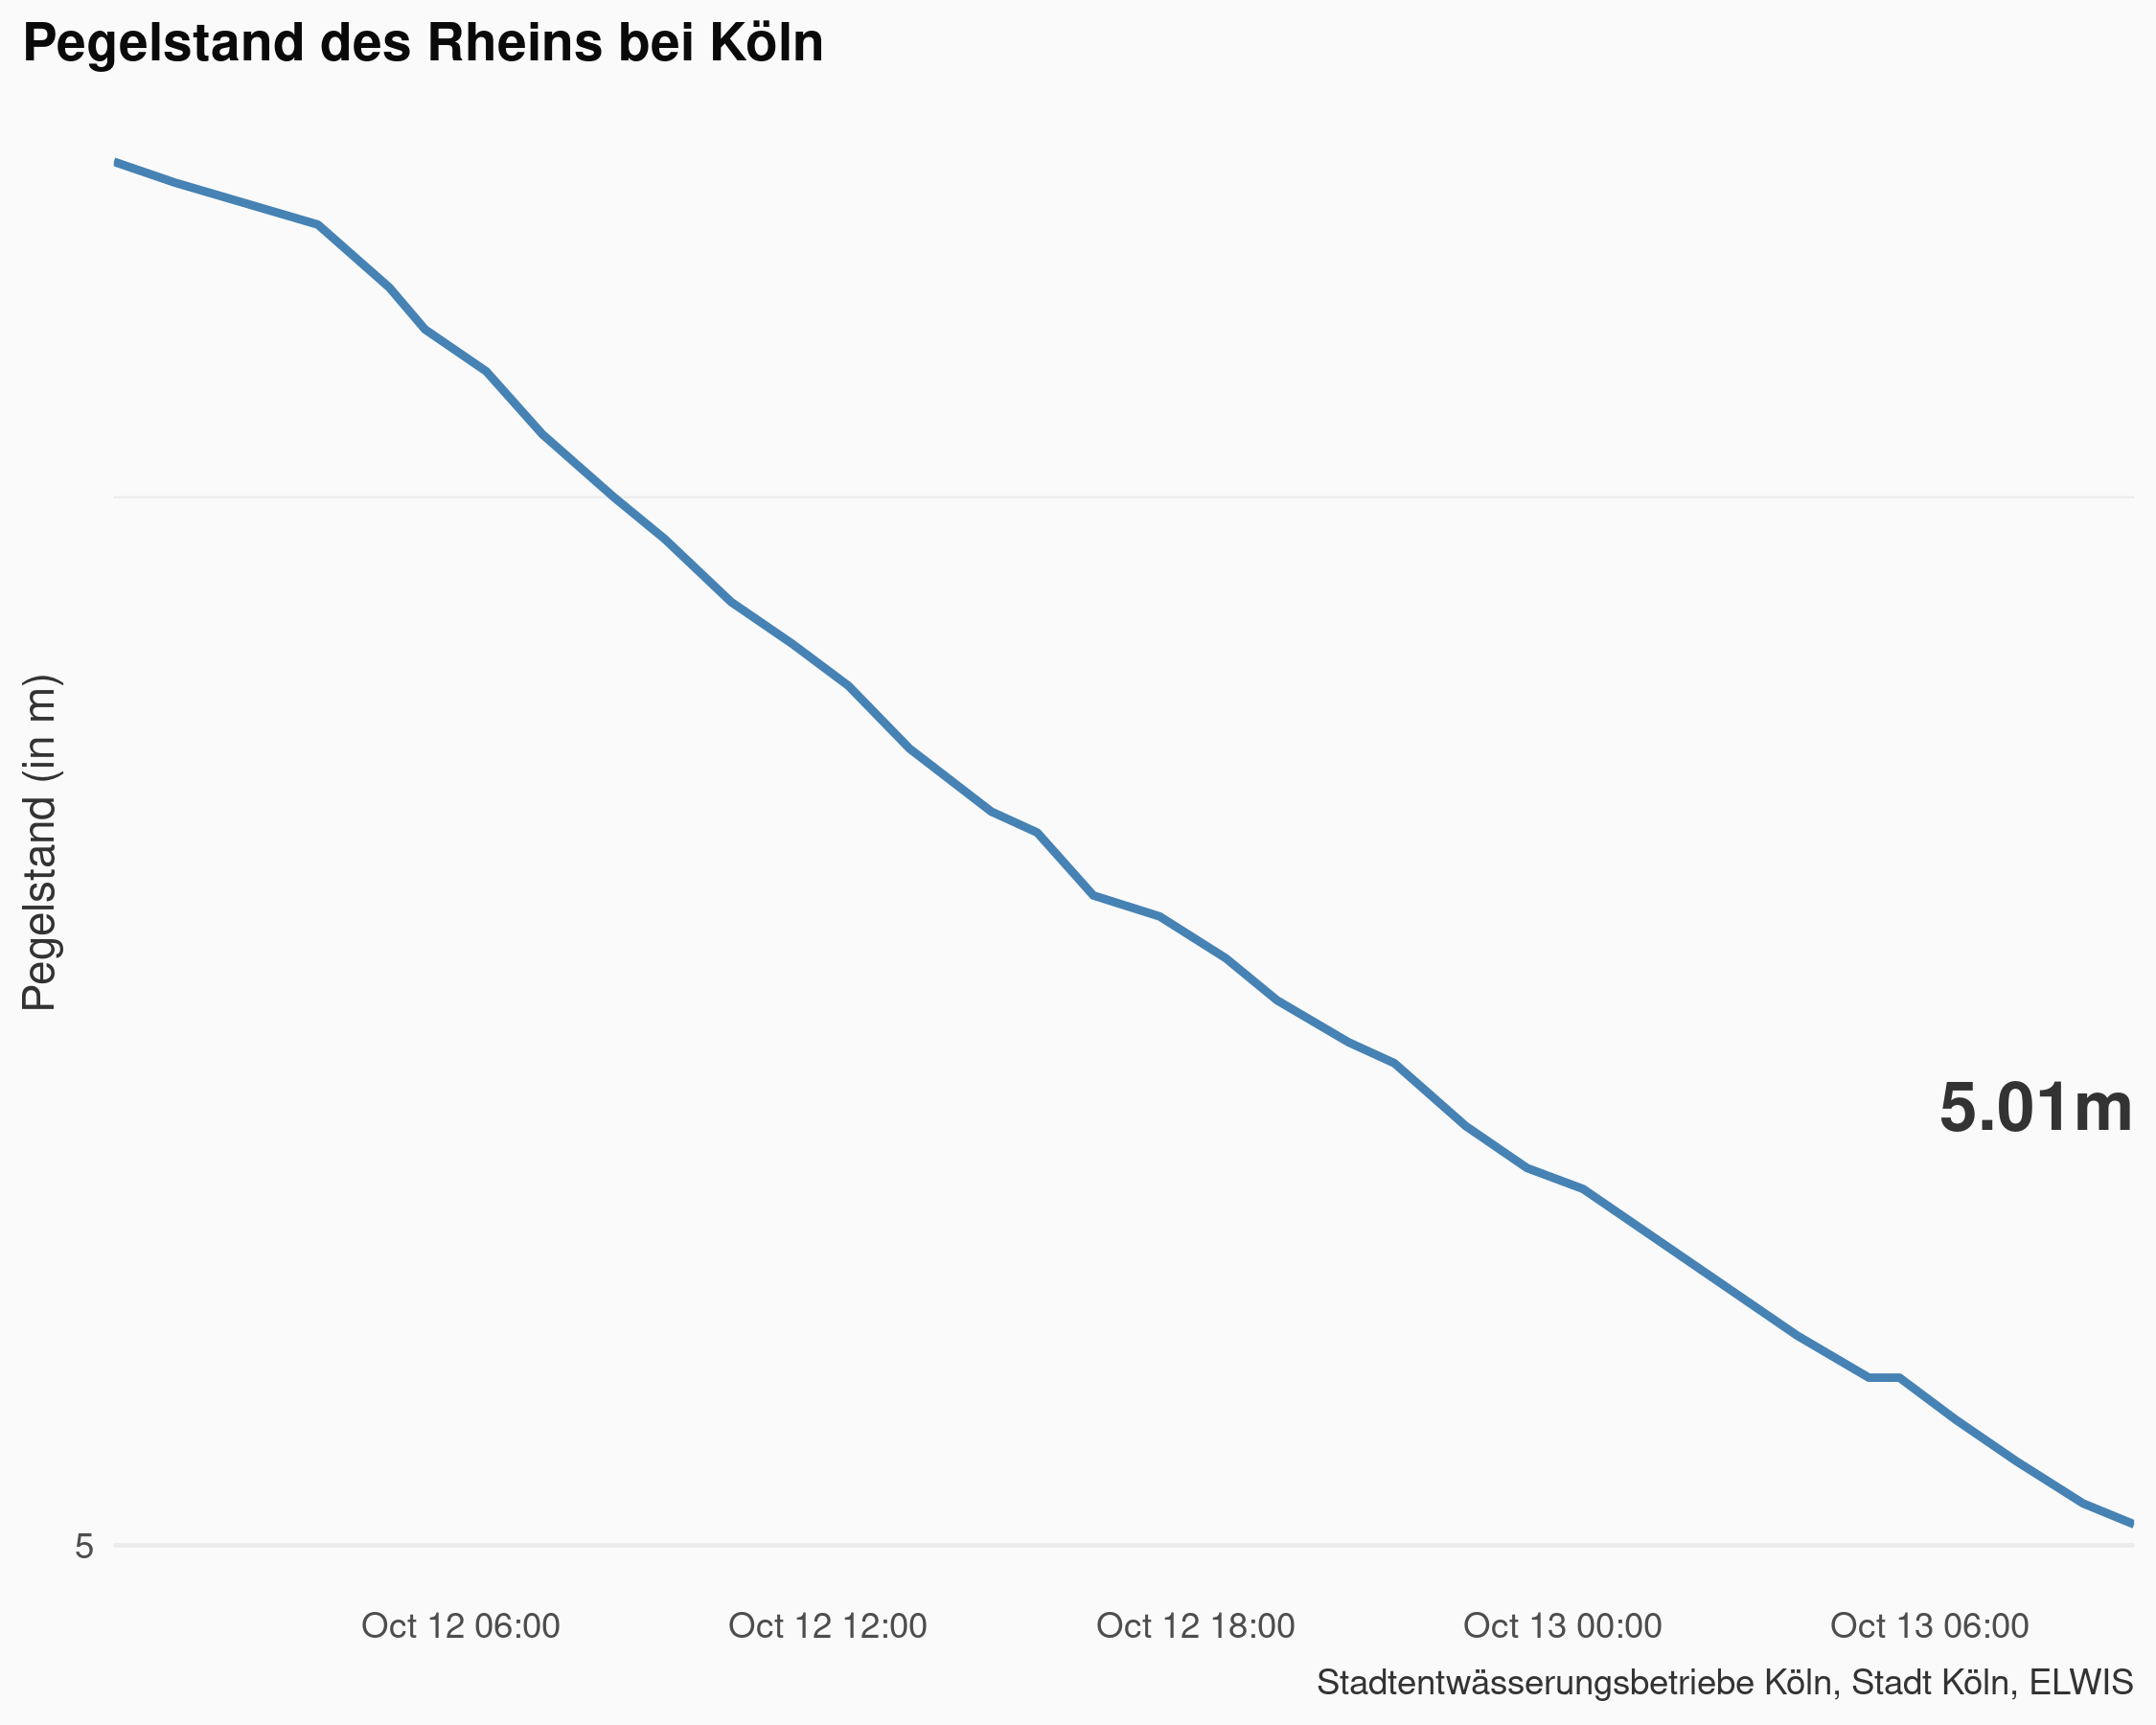 Pegelstand des Rheins bei Köln
Pegelstand (in m)
5.01m
5
Oct 12 06:00 Oct 12 12:00 Oct 12 18:00 Oct 13 00:00 Oct 13 06:00
Stadtentwässerungsbetriebe Köln, Stadt Köln, ELWIS